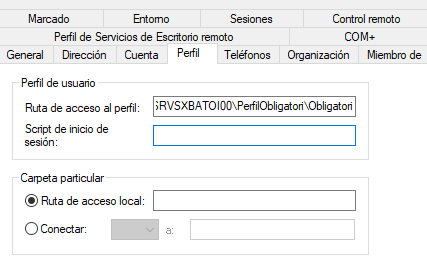 Marcado Entorno Sesiones Control remoto
Perfil de Servicios de Escritorio remoto COM+
General Dirección Cuenta Perfil Teléfonos Organización Miembro de
Perfil de usuario
Ruta de acceso al perfil: SRVSXBATOI00\PerfilObligatori\Obligatori
Script de inicio de
sesión:
Carpeta particular
Ruta de acceso local:
Conectar: a: